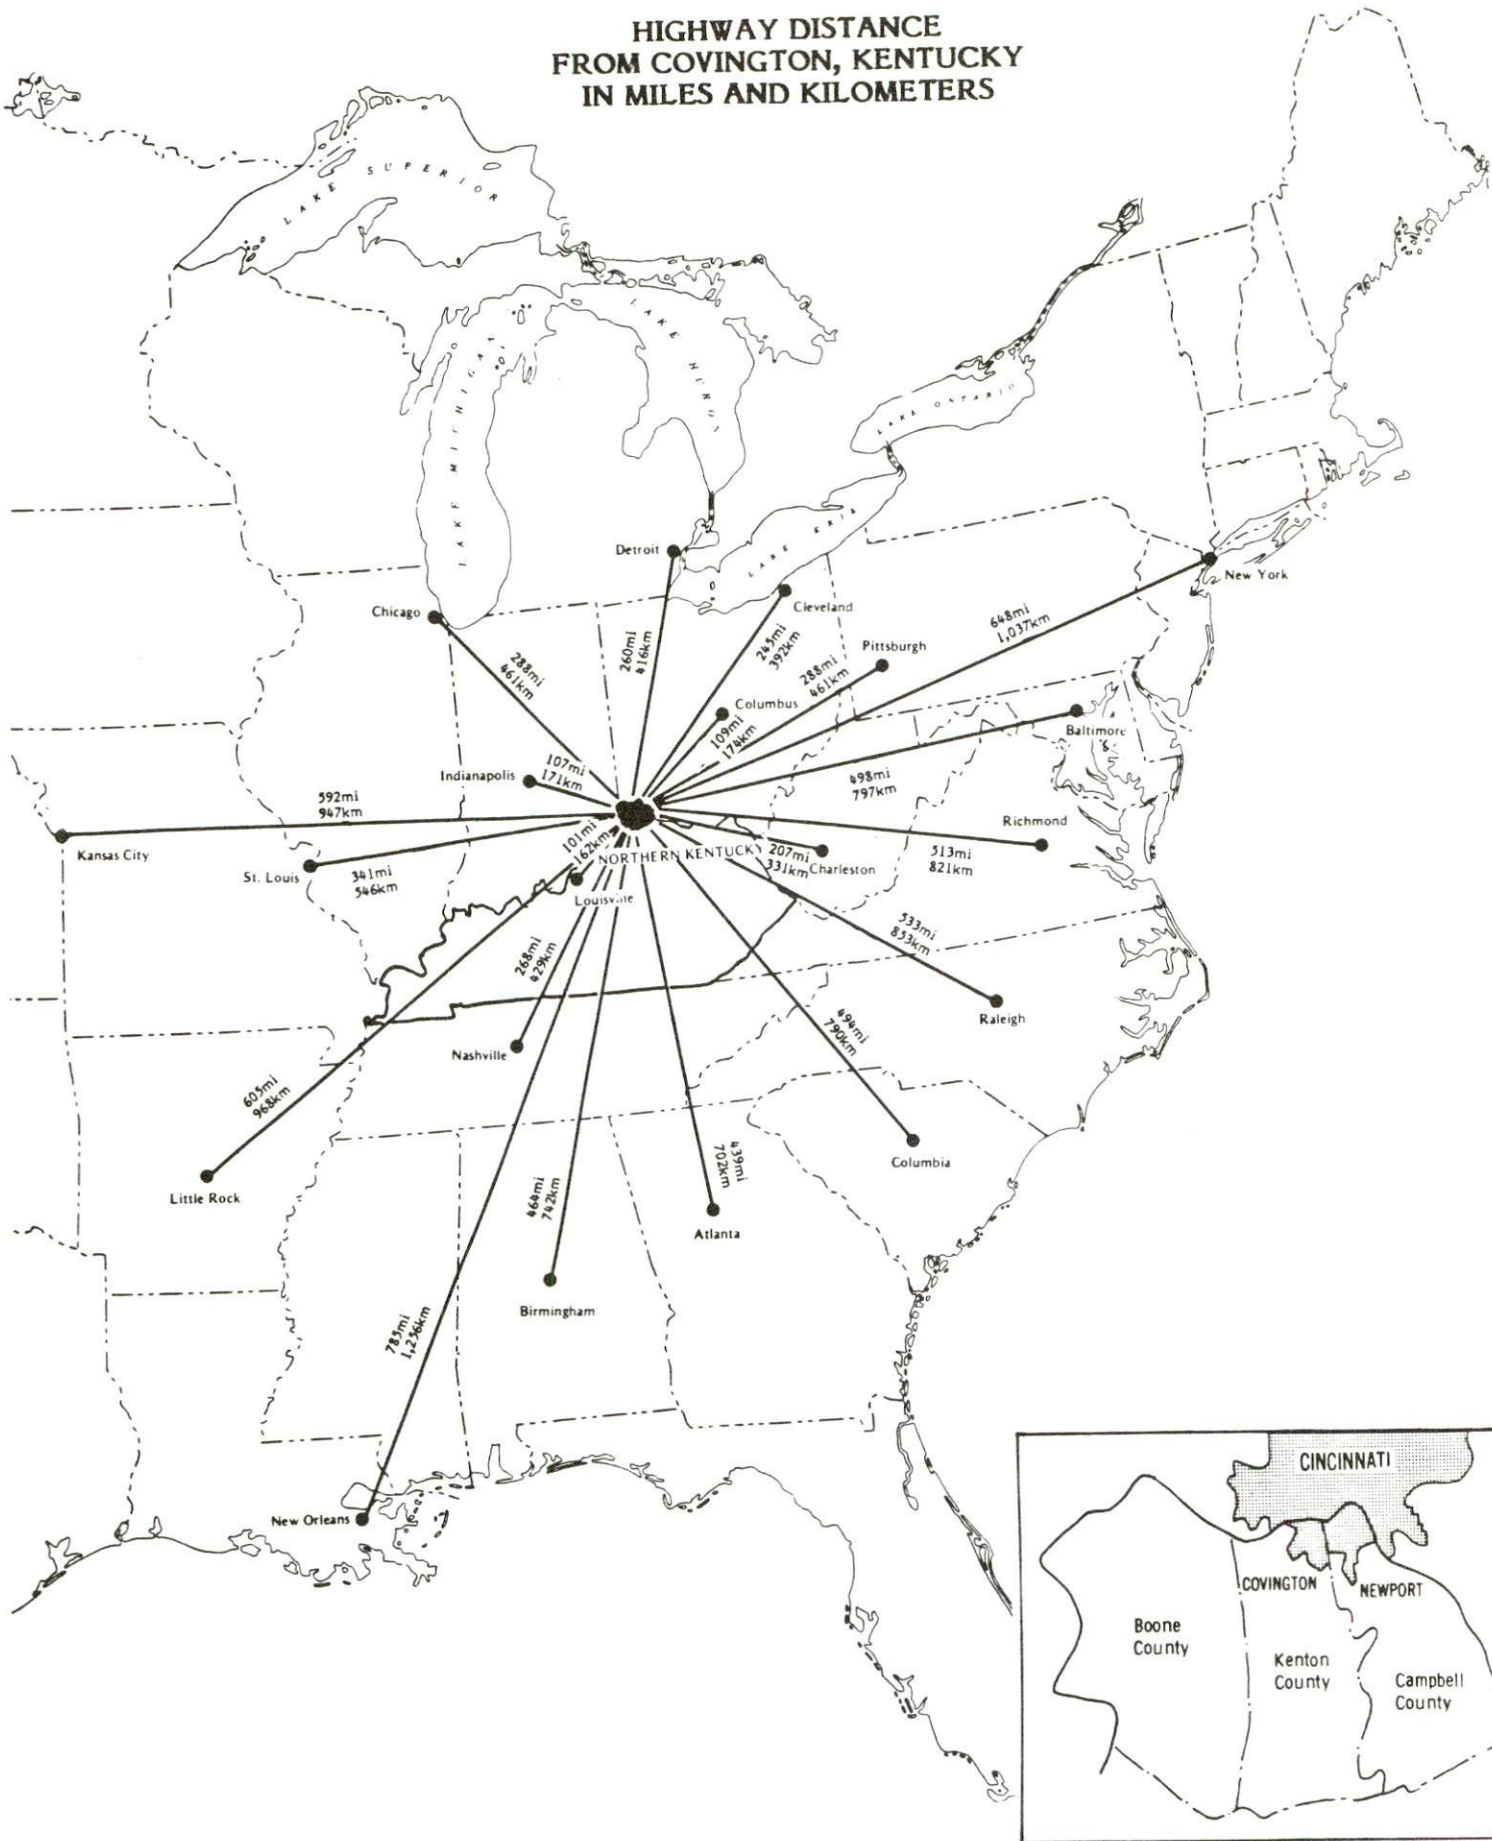 HIGHWAY DISTANCE
FROM COVINGTON, KENTUCKY
IN MILES AND KILOMETERS
LAKE SUPERIOR
LAKE MICHIGAN
LAKE HURON
LAKE ONTARIO
LAKE ERIE
Detroit
260mi
416km
Chicago
288mi
461km
Cleveland
245mi
392km
New York
648mi
1,037km
Pittsburgh
288mi
461km
Columbus
109mi
174km
Baltimore
498mi
797km
Indianapolis
107mi
171km
592mi
947km
Kansas City
St. Louis
341mi
546km
101mi
162km
NORTHERN KENTUCKY
Louisville
207mi
331km
Charleston
Richmond
513mi
821km
533mi
853km
Raleigh
268mi
429km
Nashville
494mi
790km
Columbia
605mi
968km
Little Rock
439mi
702km
Atlanta
464mi
742km
Birmingham
785mi
1,256km
New Orleans
CINCINNATI
COVINGTON
NEWPORT
Boone
County
Kenton
County
Campbell
County